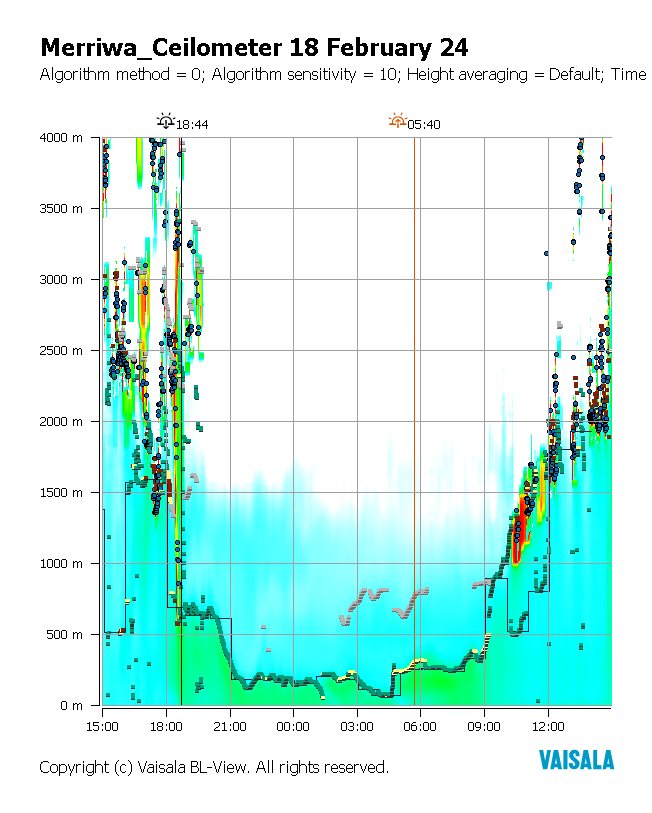 Merriwa_Ceilometer 18 February 24
Algorithm method = 0; Algorithm sensitivity = 10; Height averaging = Default; Time
18:44 05:40
4000 m
3500 m
3000 m
2500 m
2000 m
1500 m
1000 m
500 m
0 m
15:00 18:00 21:00 00:00 03:00 06:00 09:00 12:00
VAISALA
Copyright (c) Vaisala BL-View. All rights reserved.